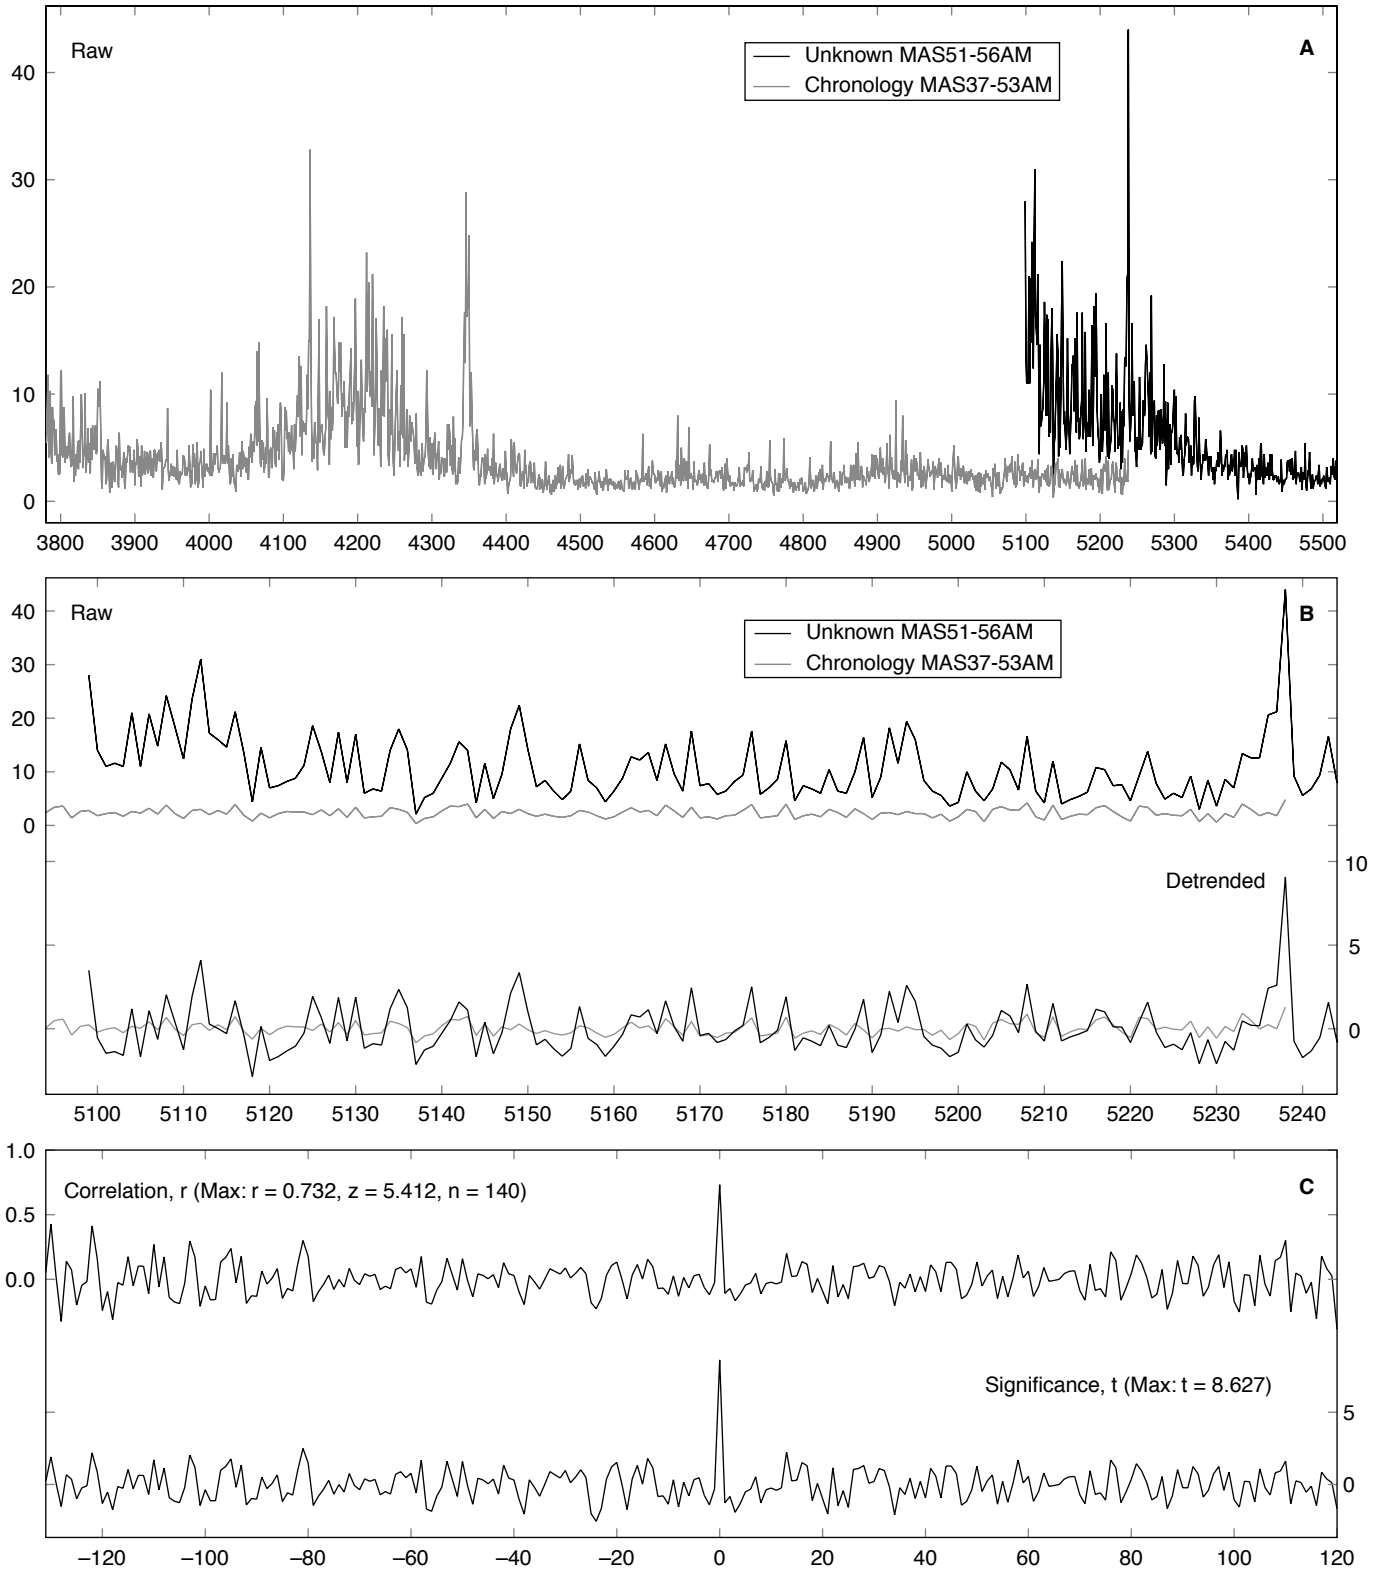 Raw
Unknown MAS51-56AM
Chronology MAS37-53AM
A
40
30
20
10
0
3800 3900 4000 4100 4200 4300 4400 4500 4600 4700 4800 4900 5000 5100 5200 5300 5400 5500
Raw
Unknown MAS51-56AM
Chronology MAS37-53AM
B
40
30
20
10
0
10
Detrended
5
0
5100 5110 5120 5130 5140 5150 5160 5170 5180 5190 5200 5210 5220 5230 5240
1.0
Correlation, r (Max: r = 0.732, z = 5.412, n = 140)
C
0.5
0.0
Significance, t (Max: t = 8.627)
5
0
–120 –100 –80 –60 –40 –20 0 20 40 60 80 100 120